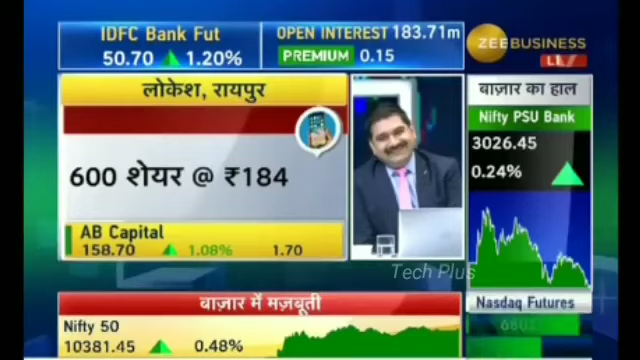 IDFC Bank Fut
50.70 1.20%
OPEN INTEREST 183.71m
PREMIUM 0.15
ZEEBUSINESS
लोकेश, रायपुर
600 शेयर @ ₹184
AB Capital
158.70 1.08% 1.70
बाज़ार का हाल
Nifty PSU Bank
3026.45
0.24%
Tech Plus
बाज़ार में मज़बूती
Nifty 50
10381.45 0.48%
Nasdaq Futures